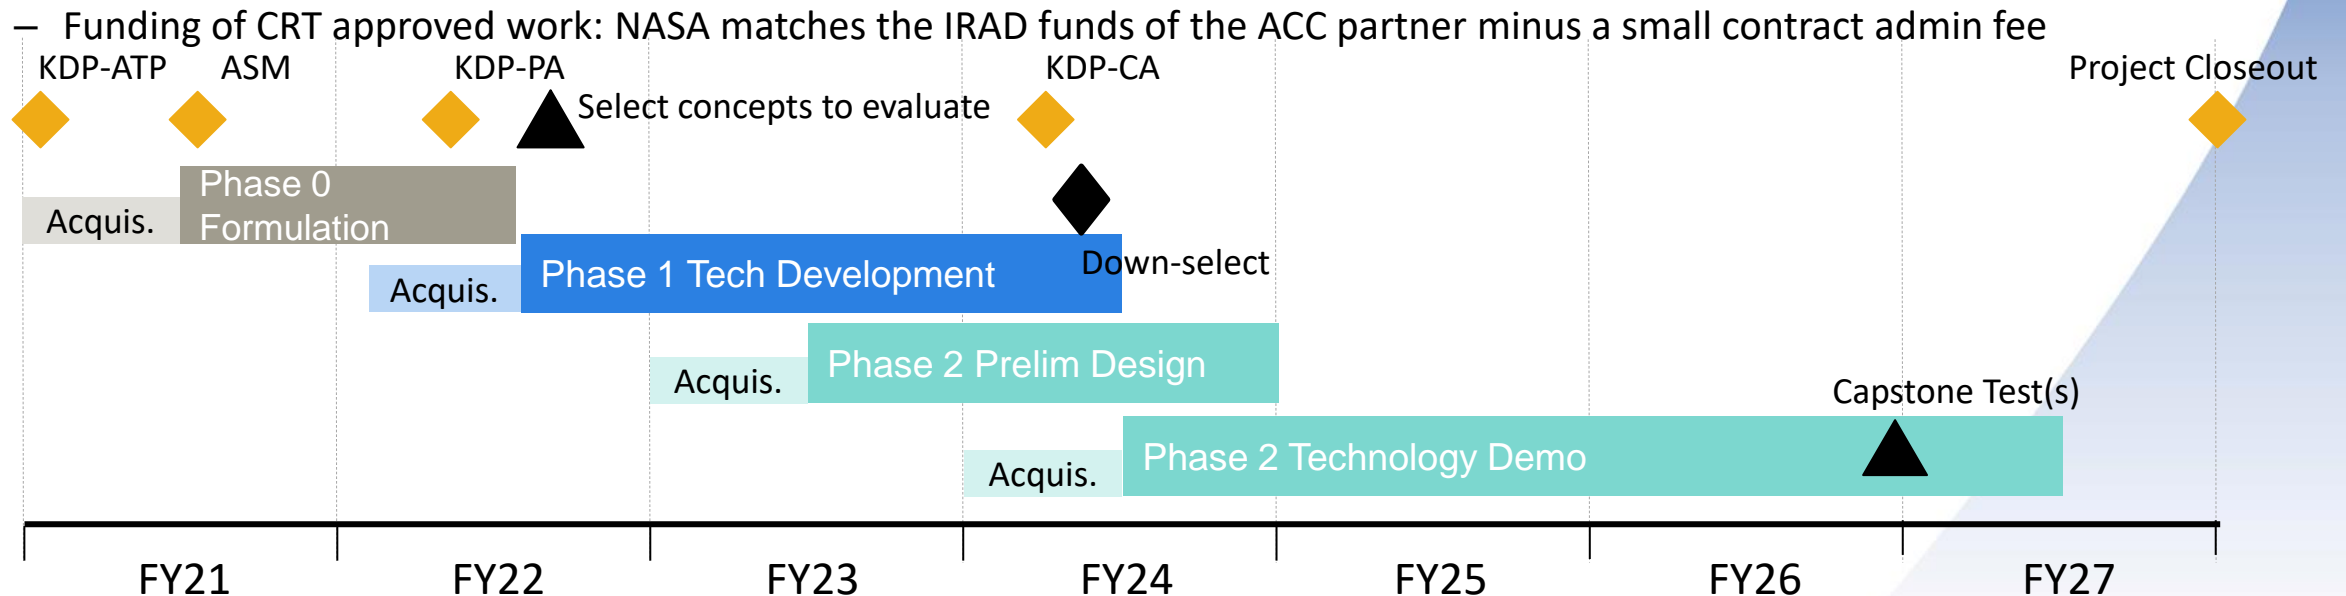 – Funding of CRT approved work: NASA matches the IRAD funds of the ACC partner minus a small contract admin fee
KDP-ATP
ASM
KDP-PA
KDP-CA
Project Closeout
Select concepts to evaluate
Phase 0
Formulation
Acquis.
Down-select
Phase 1 Tech Development
Acquis.
Phase 2 Prelim Design
Acquis.
Capstone Test(s)
Phase 2 Technology Demo
Acquis.
FY21
FY22
FY23
FY24
FY25
FY26
FY27